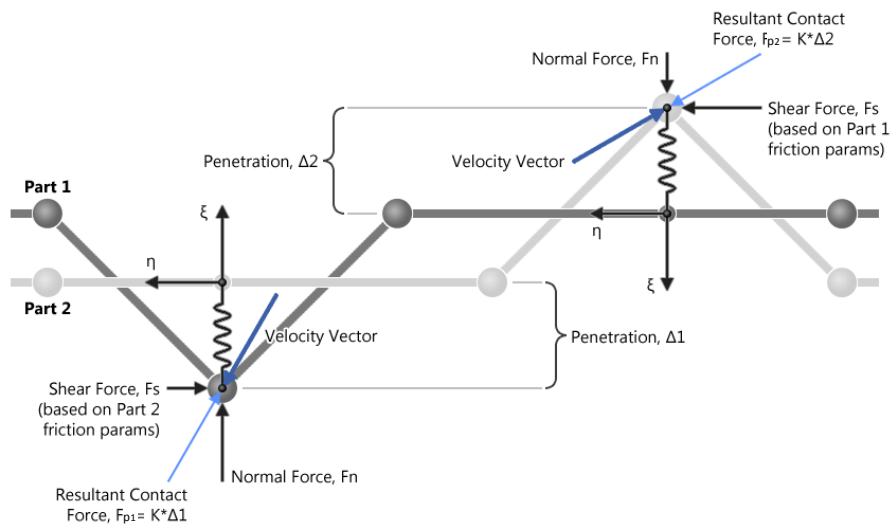 Resultant Contact
Force, Fp2= K*Δ2
Normal Force, Fn
Shear Force, Fs
(based on Part 1
friction params)
Penetration, Δ2
Velocity Vector
Part 1
ξ
η
η
ξ
Part 2
Velocity Vector
Penetration, Δ1
Shear Force, Fs
(based on Part 2
friction params)
Normal Force, Fn
Resultant Contact
Force, Fp1= K*Δ1